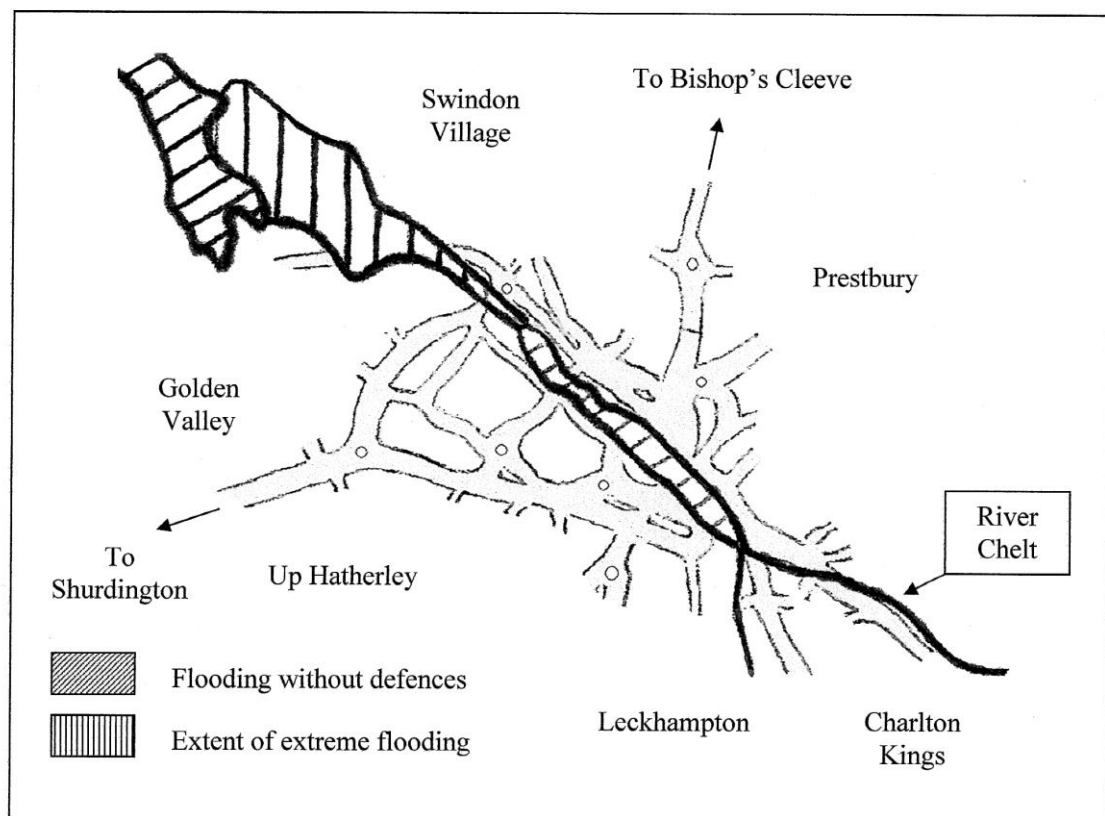 To Bishop's Cleeve
Swindon
Village
Prestbury
Golden
Valley
River
Chelt
To
Shurdington
Up Hatherley
Flooding without defences
Leckhampton
Charlton
Kings
Extent of extreme flooding